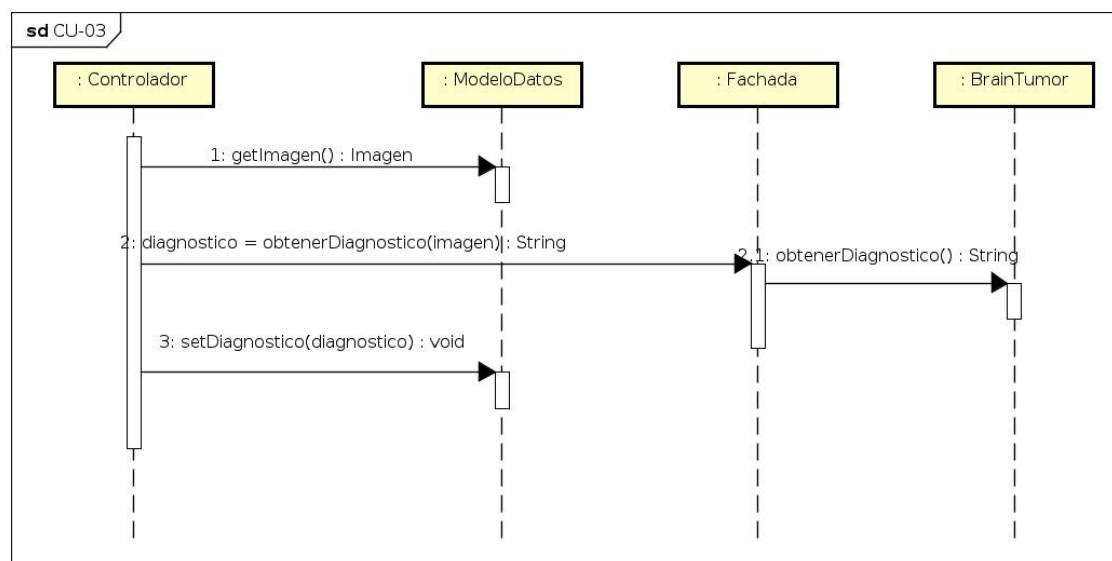 sd CU-03
: Controlador
: ModeloDatos
: Fachada
: BrainTumor
1: getImagen() : Imagen
2: diagnostico = obtenerDiagnostico(imagen) : String
2.1: obtenerDiagnostico() : String
3: setDiagnostico(diagnostico) : void